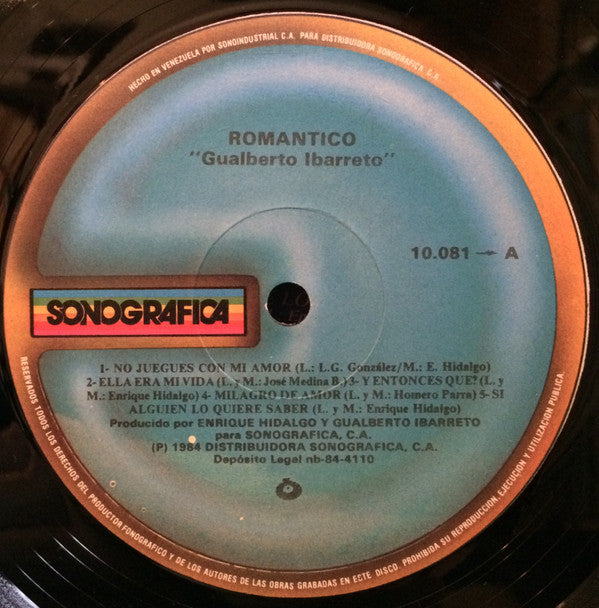 HECHO EN VENEZUELA POR SONOINDUSTRIAL C.A. PARA DISTRIBUIDORA SONOGRAFICA, C.A.
ROMANTICO
"Gualberto Ibarreto"
10.081 → A
SONOGRAFICA
1- NO JUEGUES CON MI AMOR (L.: L.G. González/M.: E. Hidalgo)
2- ELLA ERA MI VIDA (L. y M.: José Medina B.) 3- Y ENTONCES QUE? (L. y
M.: Enrique Hidalgo) 4- MILAGRO DE AMOR (L. y M.: Homero Parra) 5- SI
ALGUIEN LO QUIERE SABER (L. y M.: Enrique Hidalgo)
Producido por ENRIQUE HIDALGO Y GUALBERTO IBARRETO
para SONOGRAFICA, C.A.
(P) 1984 DISTRIBUIDORA SONOGRAFICA, C.A.
Depósito Legal nb-84-4110
RESERVADOS TODOS LOS DERECHOS DEL PRODUCTOR FONOGRAFICO Y DE LOS AUTORES DE LAS OBRAS GRABADAS EN ESTE DISCO. PROHIBIDA SU REPRODUCCION, EJECUCION Y UTILIZACION PUBLICA.